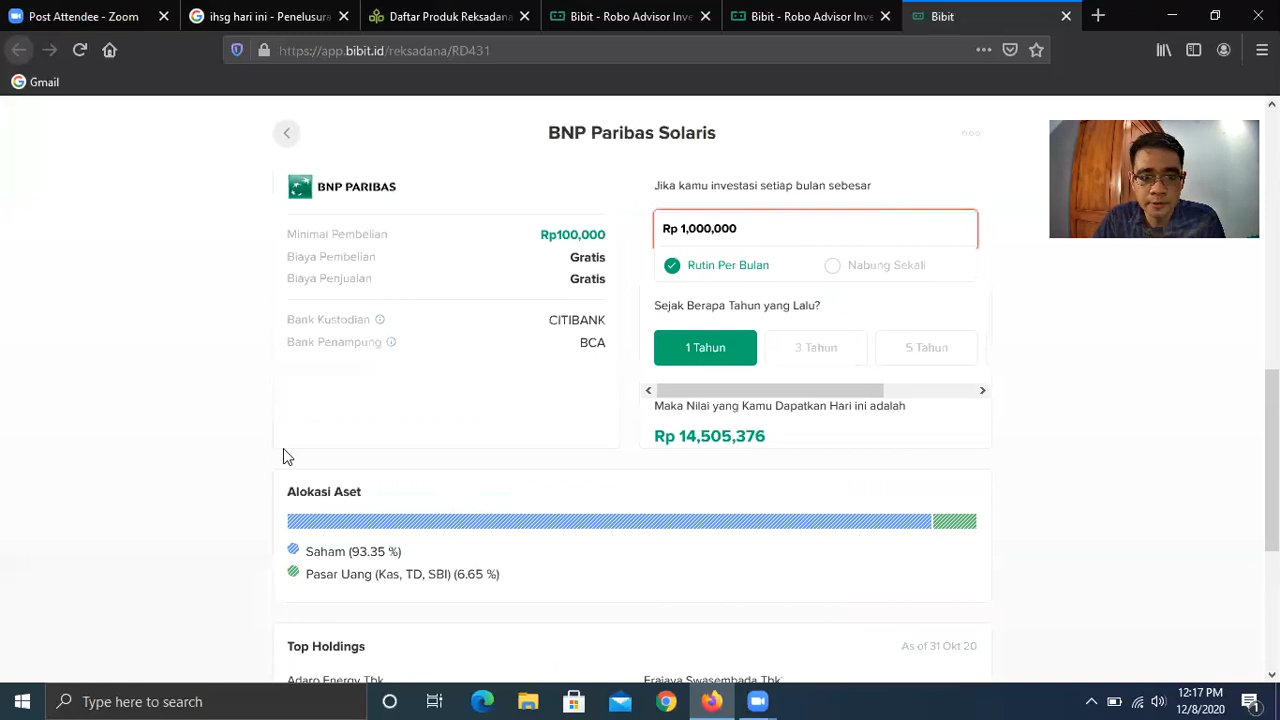 Post Attendee - Zoom
ihsg hari ini - Penelusura
Daftar Produk Reksadana
Bibit - Robo Advisor Inve
Bibit - Robo Advisor Inve
Bibit
https://app.bibit.id/reksadana/RD431
Gmail
BNP Paribas Solaris
BNP PARIBAS
Minimal Pembelian Rp100,000
Biaya Pembelian Gratis
Biaya Penjualan Gratis
Bank Kustodian CITIBANK
Bank Penampung BCA
Jika kamu investasi setiap bulan sebesar
Rp 1,000,000
Rutin Per Bulan Nabung Sekali
Sejak Berapa Tahun yang Lalu?
1 Tahun 3 Tahun 5 Tahun
Maka Nilai yang Kamu Dapatkan Hari ini adalah
Rp 14,505,376
Alokasi Aset
Saham (93.35 %)
Pasar Uang (Kas, TD, SBI) (6.65 %)
Top Holdings As of 31 Okt 20
Adaro Energy Tbk Erajaya Swasembada Tbk
Type here to search
12:17 PM
12/8/2020
1